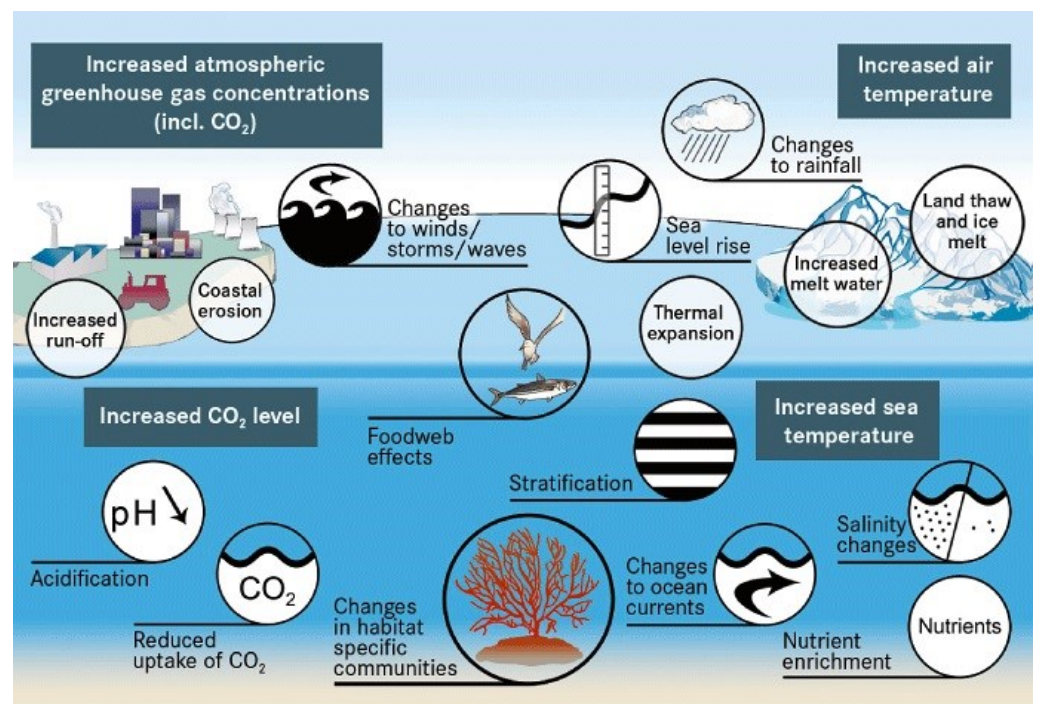 Increased atmospheric
greenhouse gas concentrations
(incl. CO₂)
Increased air
temperature
Changes
to rainfall
Changes
to winds/
storms/waves
Sea
level rise
Land thaw
and ice
melt
Increased
melt water
Coastal
erosion
Increased
run-off
Thermal
expansion
Increased CO₂ level
Increased sea
temperature
Foodweb
effects
Stratification
pH
Acidification
CO₂
Reduced
uptake of CO₂
Changes
in habitat
specific
communities
Changes
to ocean
currents
Salinity
changes
Nutrients
Nutrient
enrichment